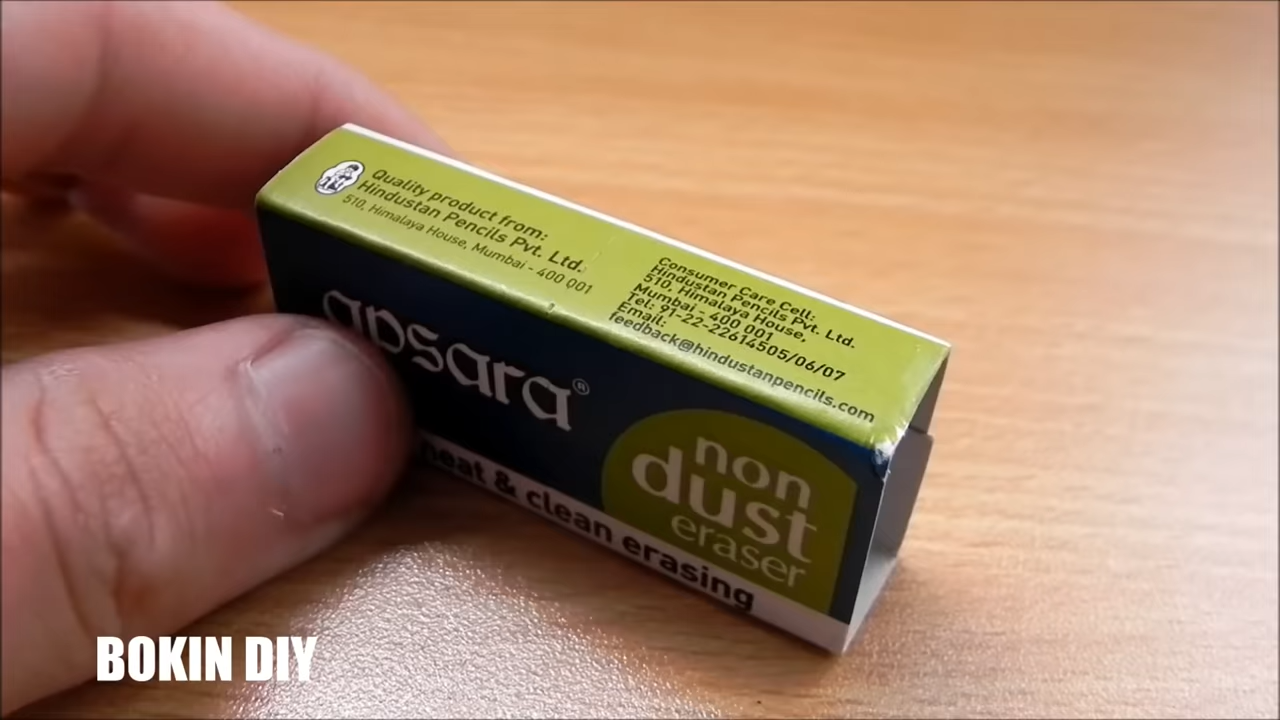 Quality product from:
Hindustan Pencils Pvt. Ltd.
510, Himalaya House, Mumbai - 400 001
Consumer Care Cell:
Hindustan Pencils Pvt. Ltd.
510, Himalaya House,
Mumbai - 400 001
Tel: 91-22-22614505/06/07
Email:
feedback@hindustanpencils.com
apsara®
non
dust
eraser
neat & clean erasing
BOKIN DIY